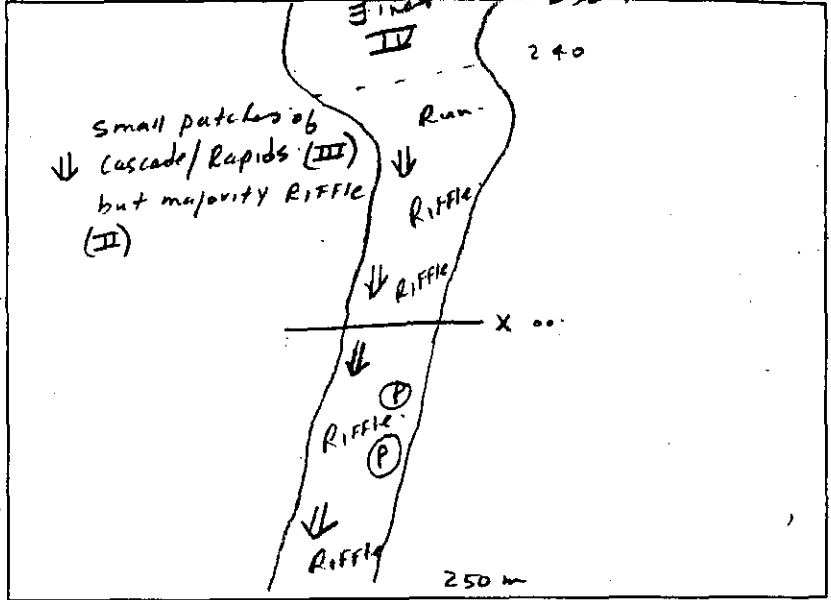 IV
240
Run.
small patches of
⇓ Cascade/Rapids (III)
but majority Riffle
(II)
⇓
Riffle
⇓ Riffle
X ..
⇓
P
Riffle.
P
⇓
Riffle
250 m